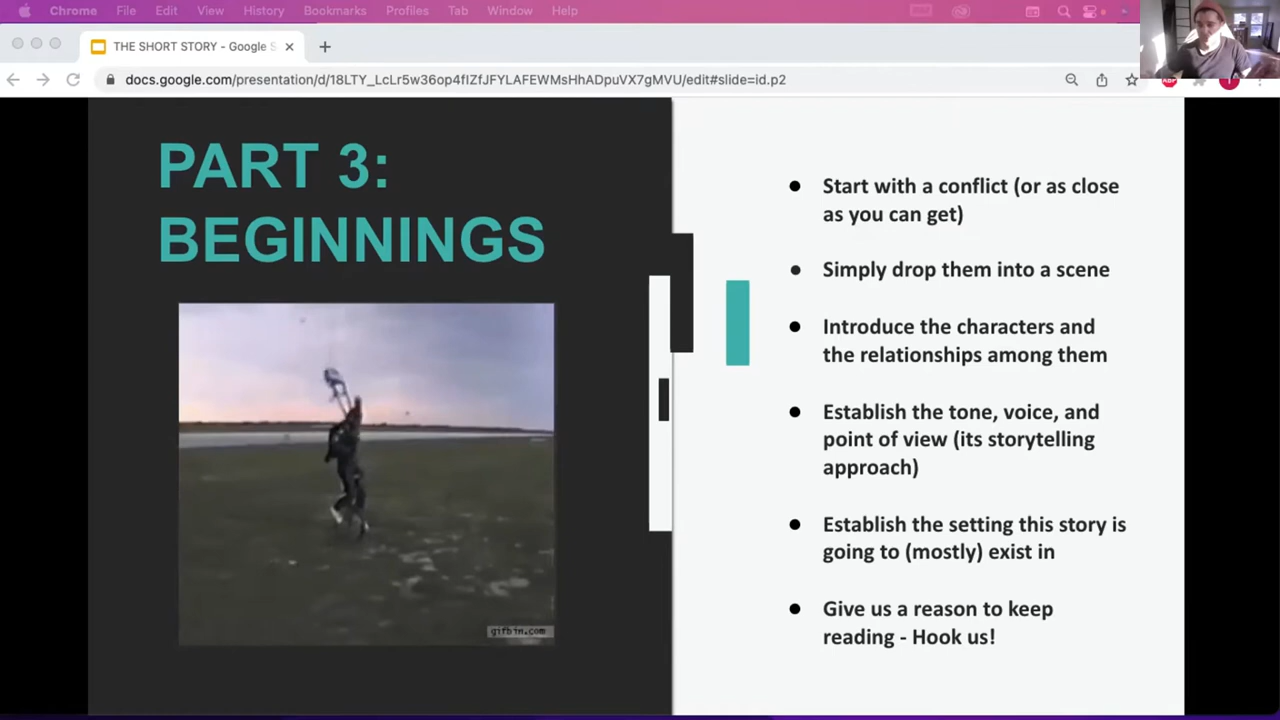 Chrome File Edit View History Bookmarks Profiles Tab Window Help
THE SHORT STORY - Google S
docs.google.com/presentation/d/18LTY_LcLr5w36op4fIZfJFYLAFEWMsHhADpuVX7gMVU/edit#slide=id.p2
PART 3:
BEGINNINGS
gifbin.com
Start with a conflict (or as close
as you can get)
Simply drop them into a scene
Introduce the characters and
the relationships among them
Establish the tone, voice, and
point of view (its storytelling
approach)
Establish the setting this story is
going to (mostly) exist in
Give us a reason to keep
reading - Hook us!